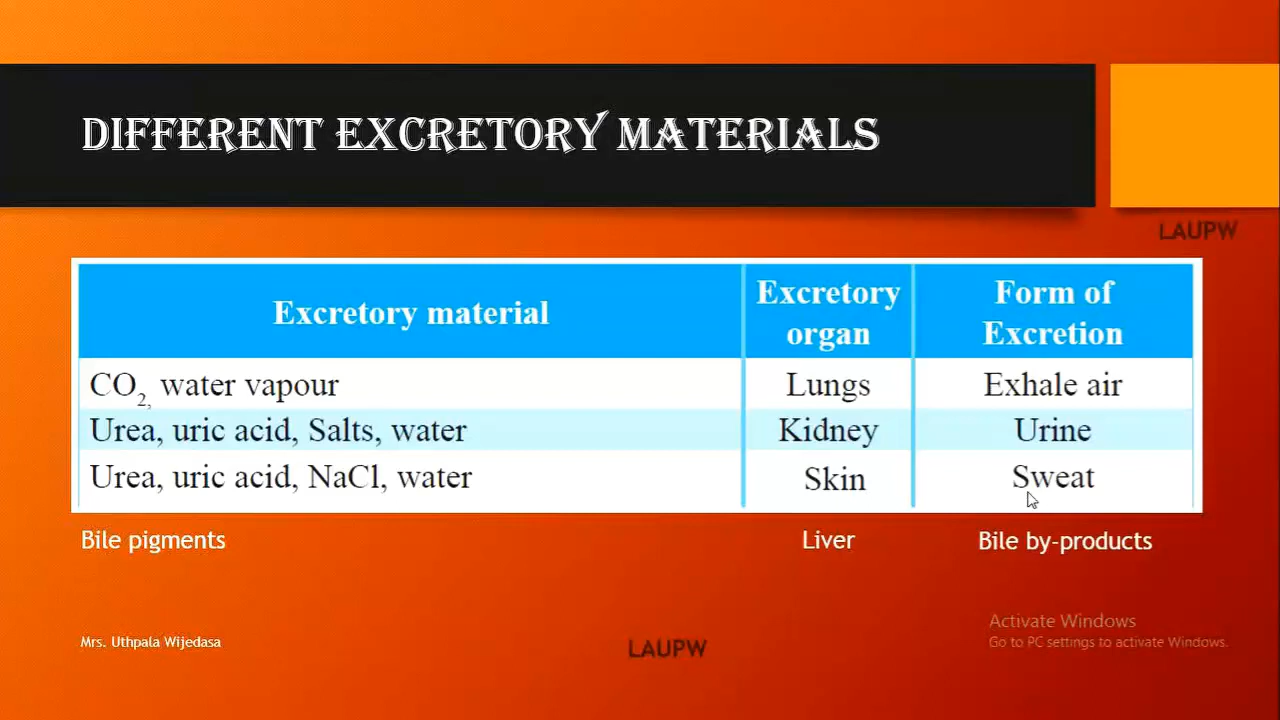 DIFFERENT EXCRETORY MATERIALS
LAUPW
Excretory material Excretory organ Form of Excretion
CO2, water vapour Lungs Exhale air
Urea, uric acid, Salts, water Kidney Urine
Urea, uric acid, NaCl, water Skin Sweat
Bile pigments Liver Bile by-products
Activate Windows
Mrs. Uthpala Wijedasa LAUPW Go to PC settings to activate Windows.